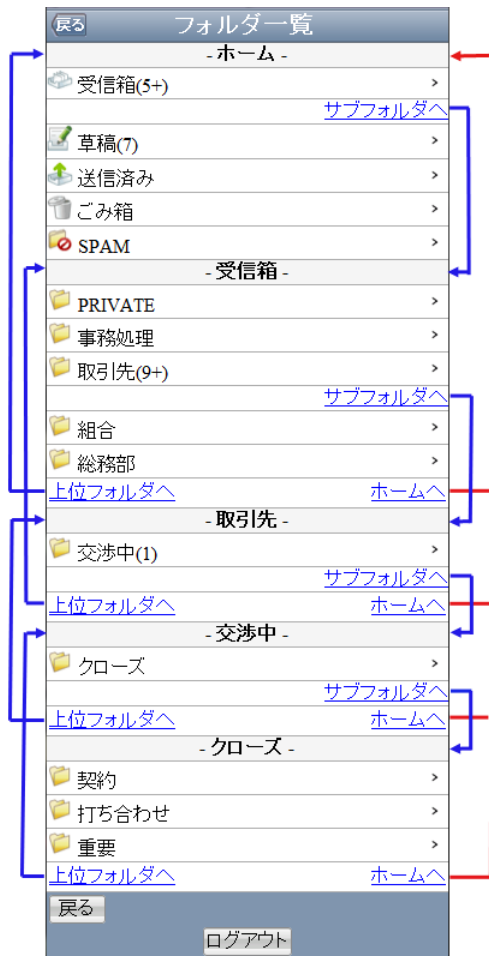 戻る フォルダ一覧
- ホーム -
受信箱(5+) >
サブフォルダへ
草稿(7) >
送信済み >
ごみ箱 >
SPAM >
- 受信箱 -
PRIVATE >
事務処理 >
取引先(9+) >
サブフォルダへ
組合 >
総務部 >
上位フォルダへ ホームへ
- 取引先 -
交渉中(1) >
サブフォルダへ
上位フォルダへ ホームへ
- 交渉中 -
クローズ >
サブフォルダへ
上位フォルダへ ホームへ
- クローズ -
契約 >
打ち合わせ >
重要 >
上位フォルダへ ホームへ
戻る
ログアウト